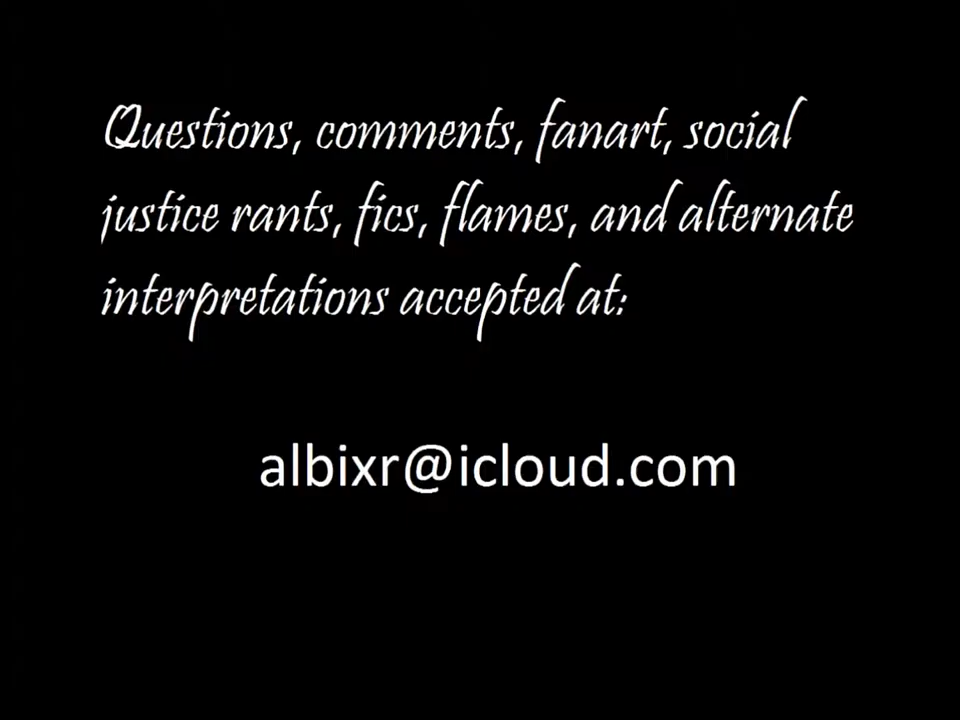 Questions, comments, fanart, social
justice rants, fics, flames, and alternate
interpretations accepted at:
albixr@icloud.com